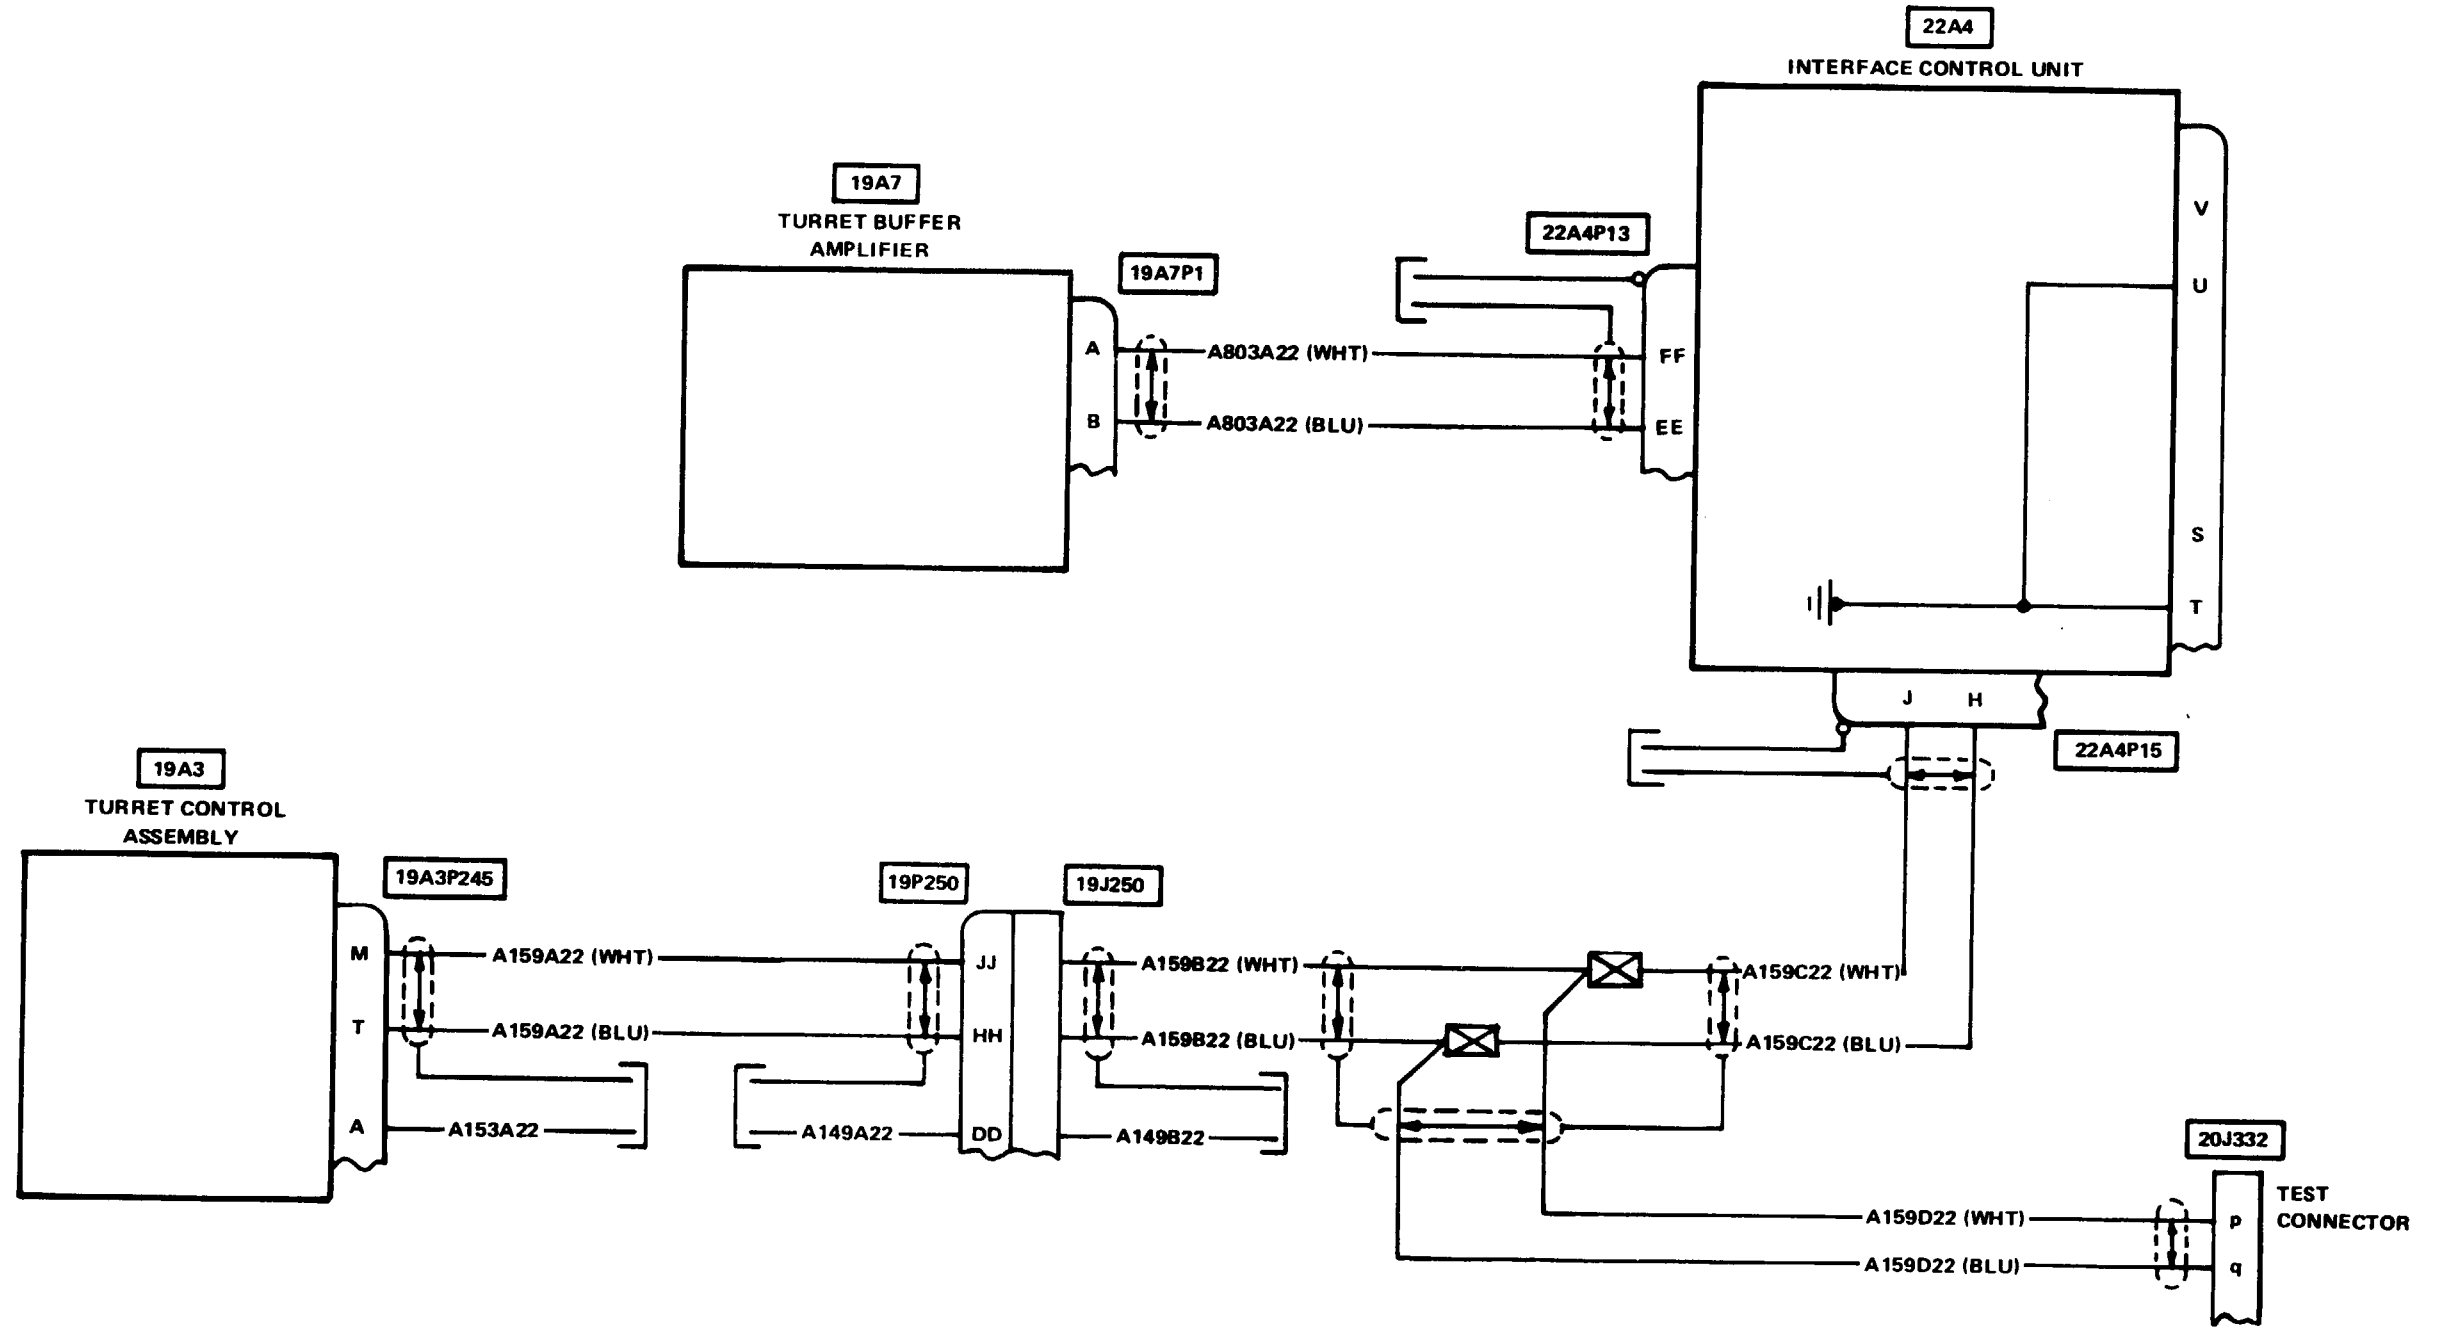 22A4
INTERFACE CONTROL UNIT
V
U
S
T
19A7
TURRET BUFFER
AMPLIFIER
19A7P1
22A4P13
A
A803A22 (WHT)
FF
B
A803A22 (BLU)
EE
J
H
22A4P15
19A3
TURRET CONTROL
ASSEMBLY
19A3P245
19P250
19J250
M
A159A22 (WHT)
JJ
A159B22 (WHT)
A159C22 (WHT)
T
A159A22 (BLU)
HH
A159B22 (BLU)
A159C22 (BLU)
A
A153A22
A149A22
DD
A149B22
20J332
TEST
CONNECTOR
A159D22 (WHT)
p
A159D22 (BLU)
q